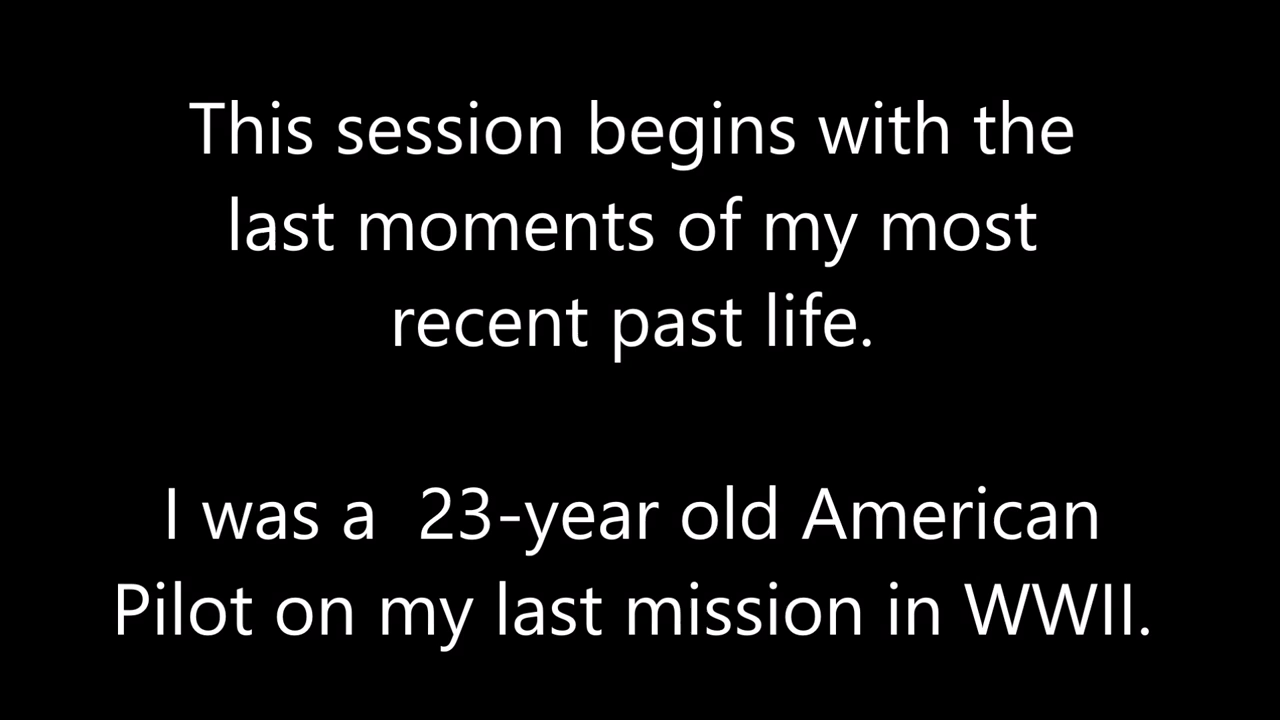 This session begins with the
last moments of my most
recent past life.
I was a  23-year old American
Pilot on my last mission in WWII.